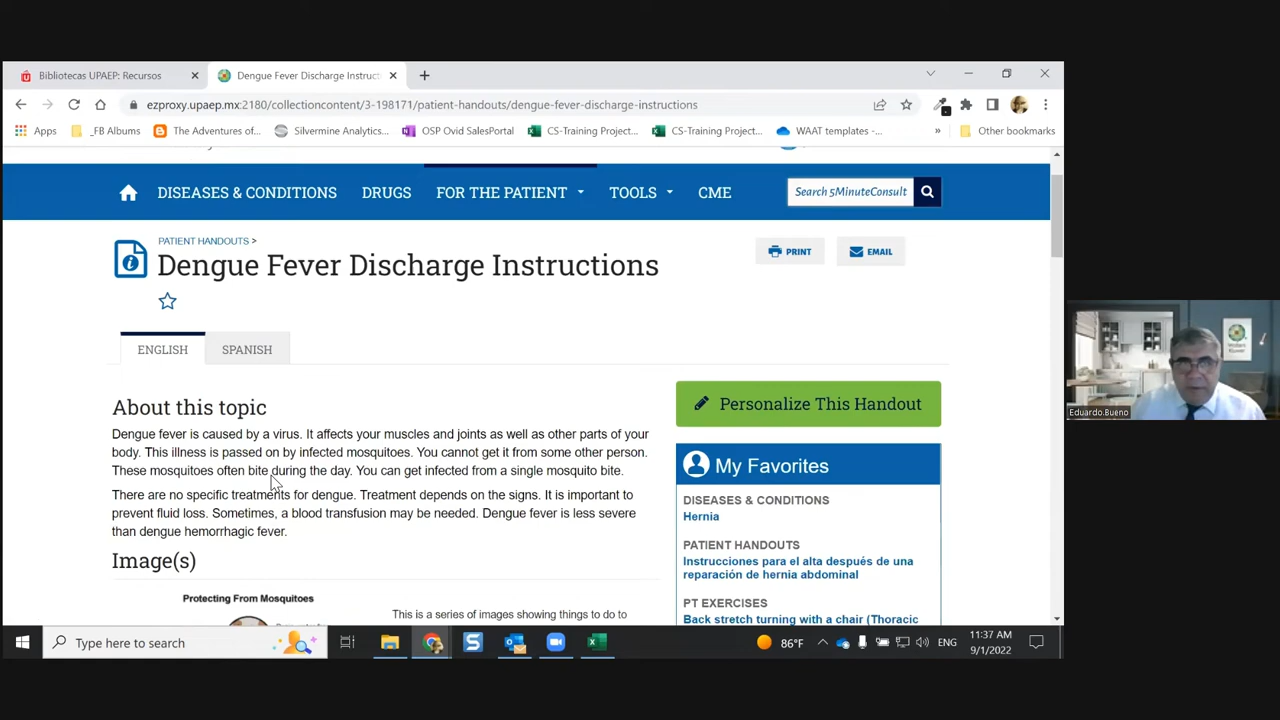 Bibliotecas UPAEP: Recursos
Dengue Fever Discharge Instruct
ezproxy.upaep.mx:2180/collectioncontent/3-198171/patient-handouts/dengue-fever-discharge-instructions
Apps _FB Albums The Adventures of... Silvermine Analytics... OSP Ovid SalesPortal CS-Training Project... CS-Training Project... WAAT templates -... » Other bookmarks
DISEASES & CONDITIONS DRUGS FOR THE PATIENT TOOLS CME Search 5MinuteConsult
PATIENT HANDOUTS >
Dengue Fever Discharge Instructions
PRINT EMAIL
ENGLISH SPANISH
About this topic
Dengue fever is caused by a virus. It affects your muscles and joints as well as other parts of your
body. This illness is passed on by infected mosquitoes. You cannot get it from some other person.
These mosquitoes often bite during the day. You can get infected from a single mosquito bite.
There are no specific treatments for dengue. Treatment depends on the signs. It is important to
prevent fluid loss. Sometimes, a blood transfusion may be needed. Dengue fever is less severe
than dengue hemorrhagic fever.
Image(s)
Protecting From Mosquitoes
This is a series of images showing things to do to
Personalize This Handout
My Favorites
DISEASES & CONDITIONS
Hernia
PATIENT HANDOUTS
Instrucciones para el alta después de una
reparación de hernia abdominal
PT EXERCISES
Back stretch turning with a chair (Thoracic
Eduardo.Bueno
Wolters
Kluwer
Type here to search
86°F
ENG
11:37 AM
9/1/2022